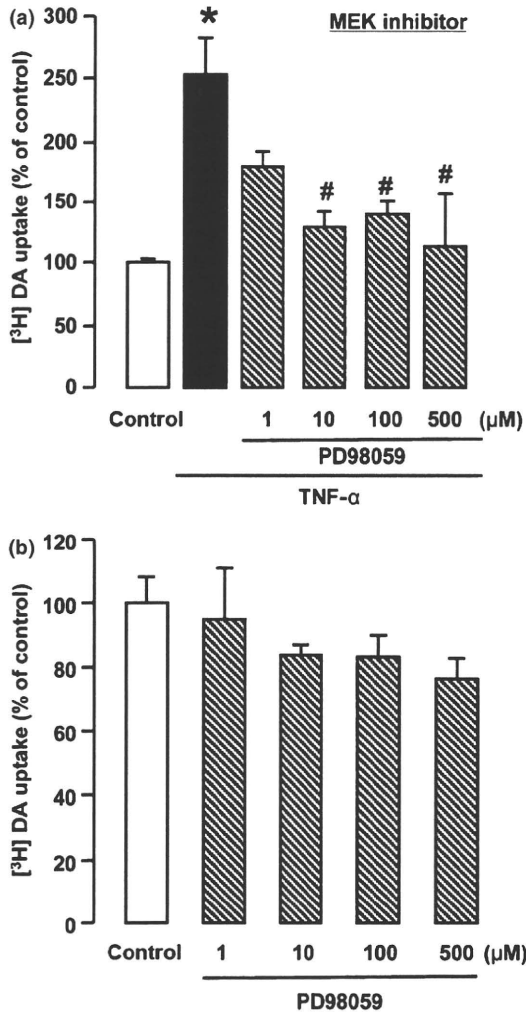 (a)
MEK inhibitor
[³H] DA uptake (% of control)
300
250
200
150
100
50
0
*
#
#
#
Control
1 10 100 500 (µM)
PD98059
TNF-α
(b)
[³H] DA uptake (% of control)
120
100
80
60
40
20
0
Control 1 10 100 500 (µM)
PD98059